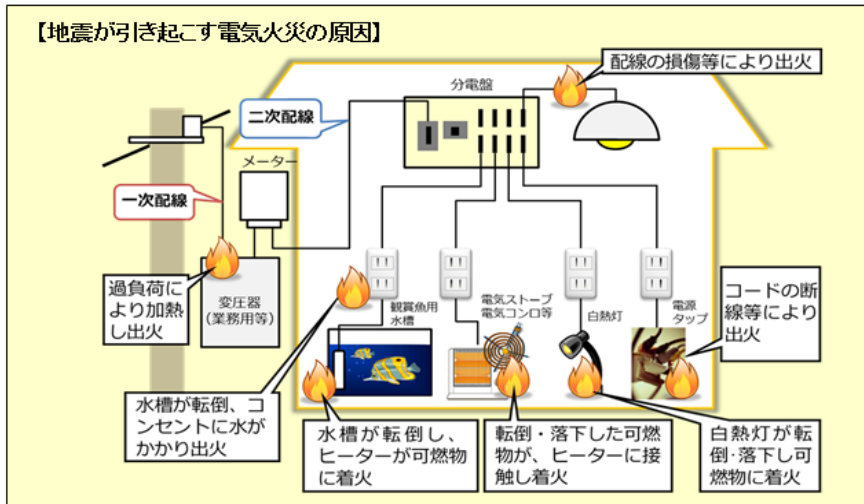 【地震が引き起こす電気火災の原因】
配線の損傷等により出火
分電盤
二次配線
メーター
一次配線
過負荷に
より加熱
し出火
変圧器
(業務用等)
観賞魚用
水槽
電気ストーブ
電気コンロ等
白熱灯
電源
タップ
コードの断
線等により
出火
水槽が転倒、コ
ンセントに水が
かかり出火
水槽が転倒し、
ヒーターが可燃物
に着火
転倒・落下した可燃
物が、ヒーターに接
触し着火
白熱灯が転
倒・落下し可
燃物に着火